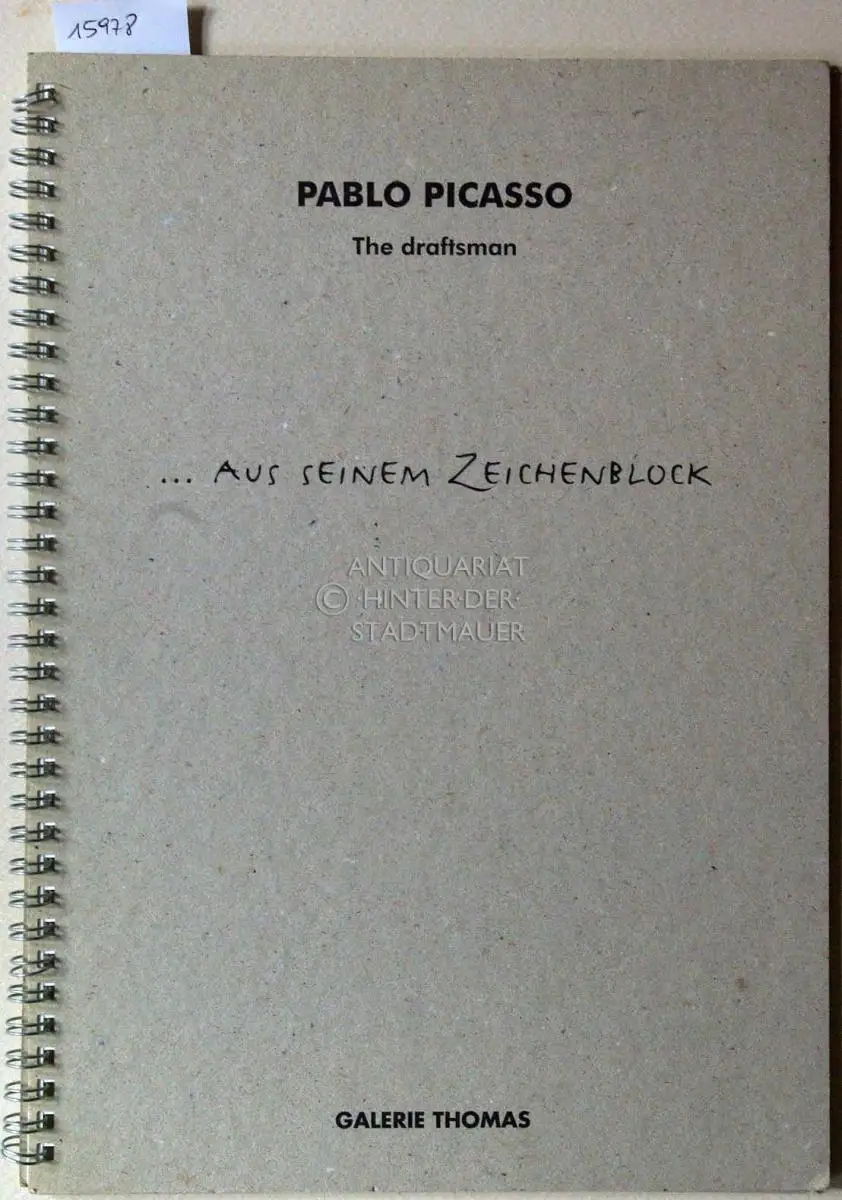 15978
PABLO PICASSO
The draftsman
... AUS SEINEM ZEICHENBLOCK
ANTIQUARIAT
© HINTER·DER·
STADTMAUER
GALERIE THOMAS